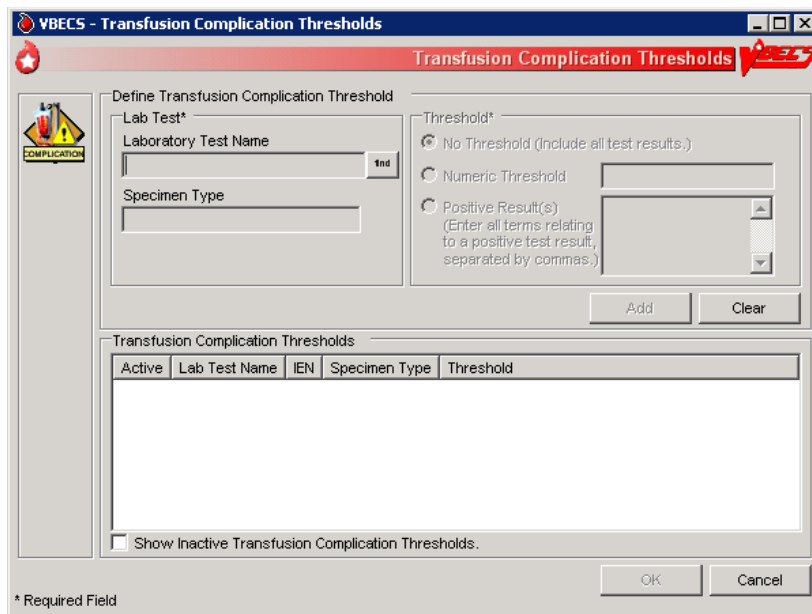 VBECS - Transfusion Complication Thresholds
Transfusion Complication Thresholds VBECS
COMPLICATION
Define Transfusion Complication Threshold
Lab Test*
Laboratory Test Name
Specimen Type
Threshold*
No Threshold (Include all test results.)
Numeric Threshold
Positive Result(s)
(Enter all terms relating
to a positive test result,
separated by commas.)
Add Clear
Transfusion Complication Thresholds
Active Lab Test Name IEN Specimen Type Threshold
Show Inactive Transfusion Complication Thresholds.
OK Cancel
* Required Field